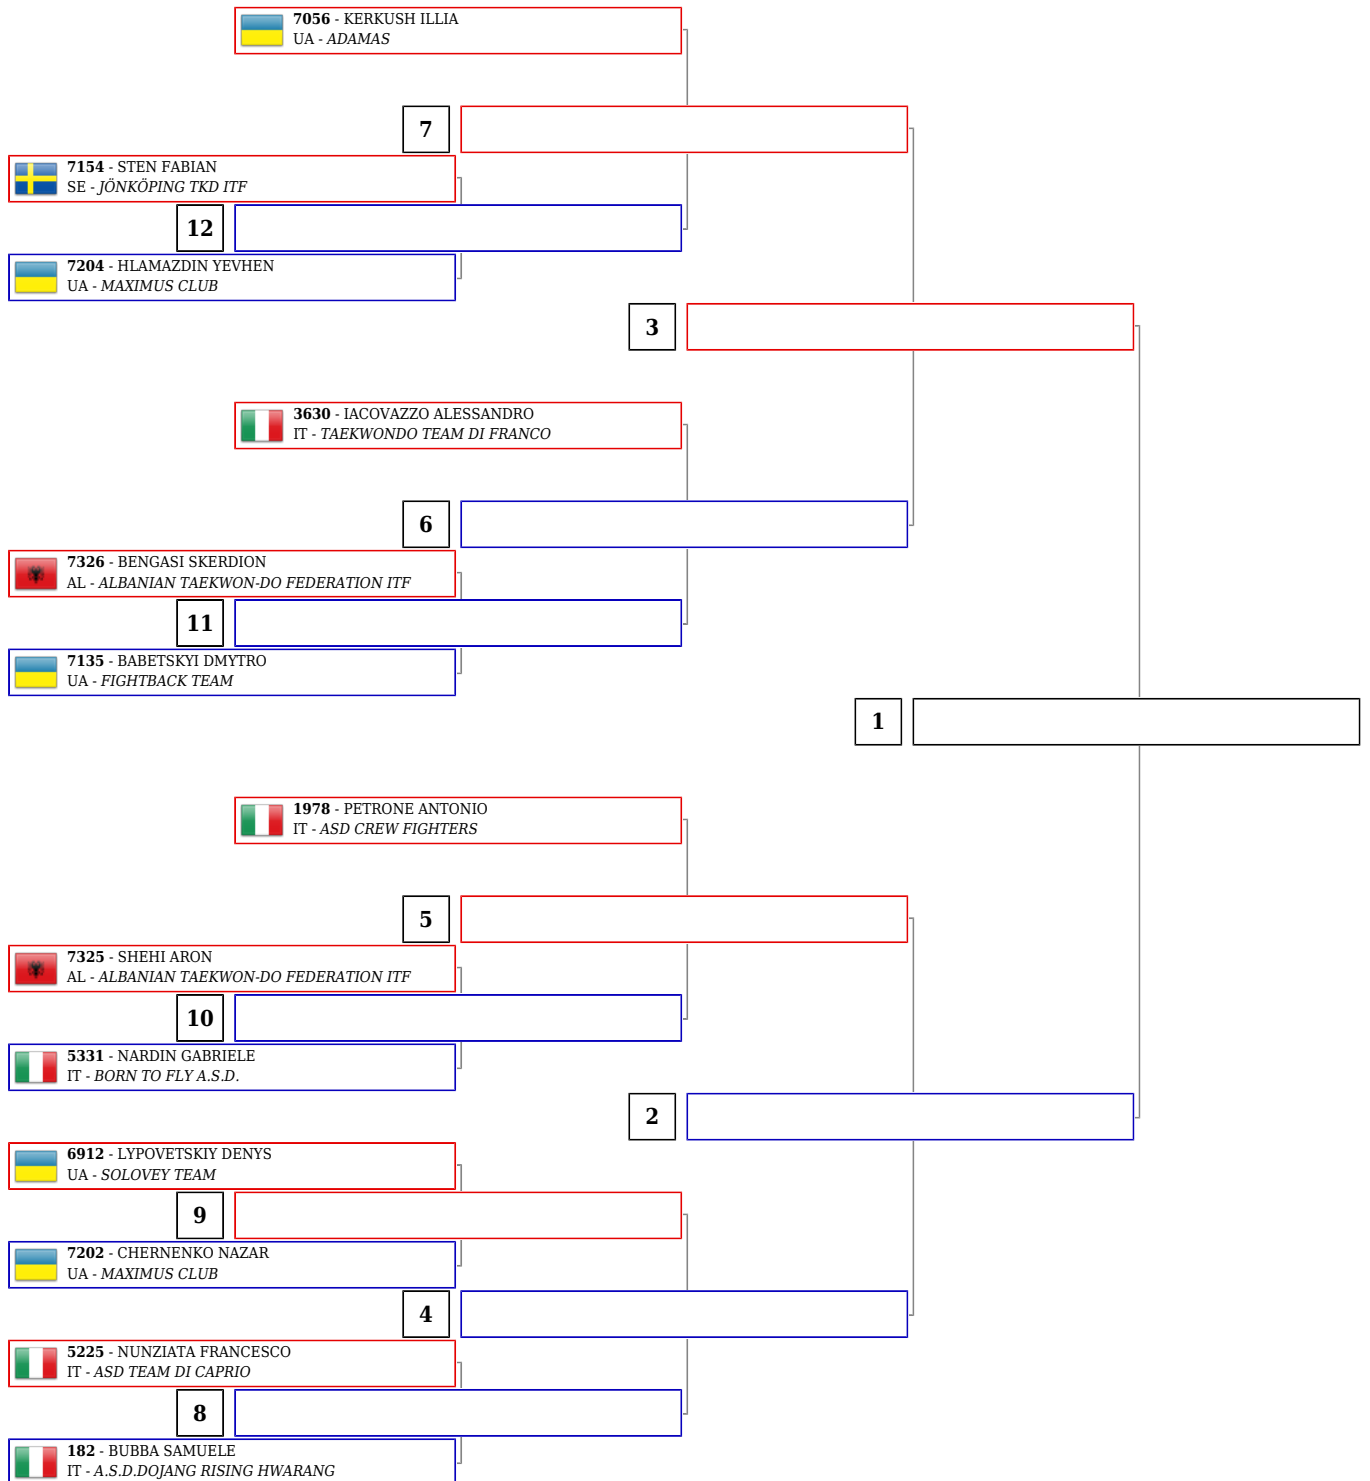 7056 - KERKUSH ILLIA
UA - ADAMAS
7
7154 - STEN FABIAN
SE - JÖNKÖPING TKD ITF
12
7204 - HLAMAZDIN YEVHEN
UA - MAXIMUS CLUB
3
3630 - IACOVAZZO ALESSANDRO
IT - TAEKWONDO TEAM DI FRANCO
6
7326 - BENGASI SKERDION
AL - ALBANIAN TAEKWON-DO FEDERATION ITF
11
7135 - BABETSKYI DMYTRO
UA - FIGHTBACK TEAM
1
1978 - PETRONE ANTONIO
IT - ASD CREW FIGHTERS
5
7325 - SHEHI ARON
AL - ALBANIAN TAEKWON-DO FEDERATION ITF
10
5331 - NARDIN GABRIELE
IT - BORN TO FLY A.S.D.
2
6912 - LYPOVETSKIY DENYS
UA - SOLOVEY TEAM
9
7202 - CHERNENKO NAZAR
UA - MAXIMUS CLUB
4
5225 - NUNZIATA FRANCESCO
IT - ASD TEAM DI CAPRIO
8
182 - BUBBA SAMUELE
IT - A.S.D.DOJANG RISING HWARANG